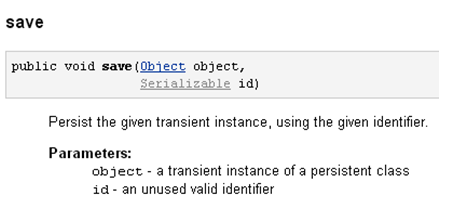 save
public void save(Object object,
Serializable id)
Persist the given transient instance, using the given identifier.
Parameters:
object - a transient instance of a persistent class
id - an unused valid identifier